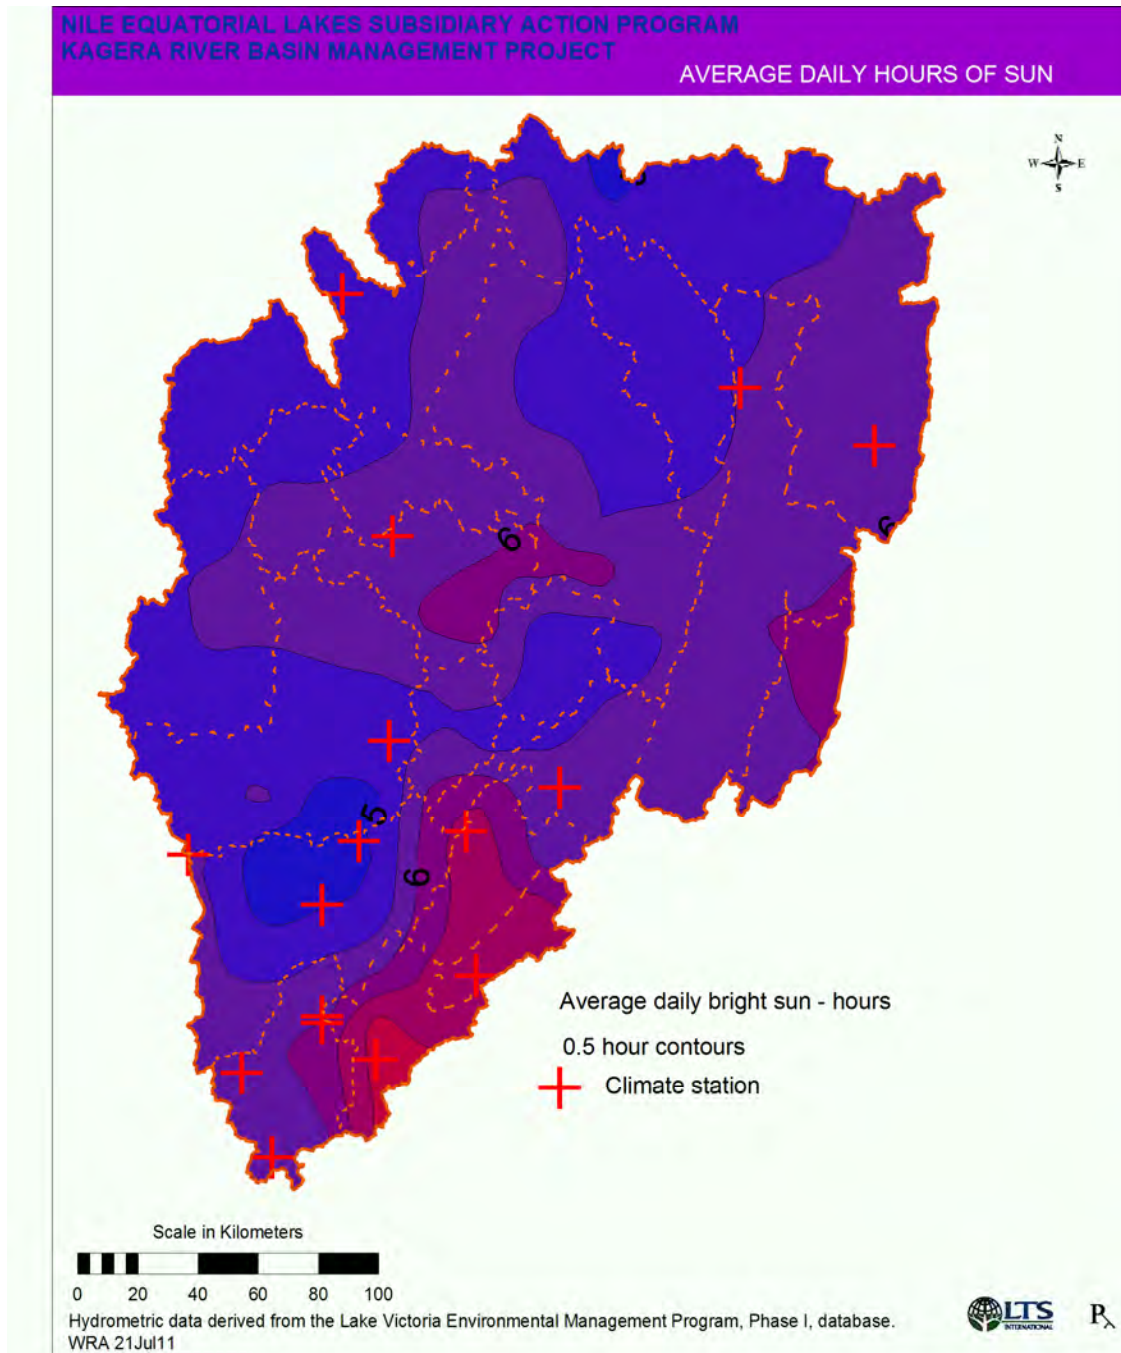 NILE EQUATORIAL LAKES SUBSIDIARY ACTION PROGRAM
KAGERA RIVER BASIN MANAGEMENT PROJECT
AVERAGE DAILY HOURS OF SUN
N
W E
S
6
5
6
Average daily bright sun - hours
0.5 hour contours
Climate station
Scale in Kilometers
0 20 40 60 80 100
Hydrometric data derived from the Lake Victoria Environmental Management Program, Phase I, database.
WRA 21Jul11
LTS
INTERNATIONAL